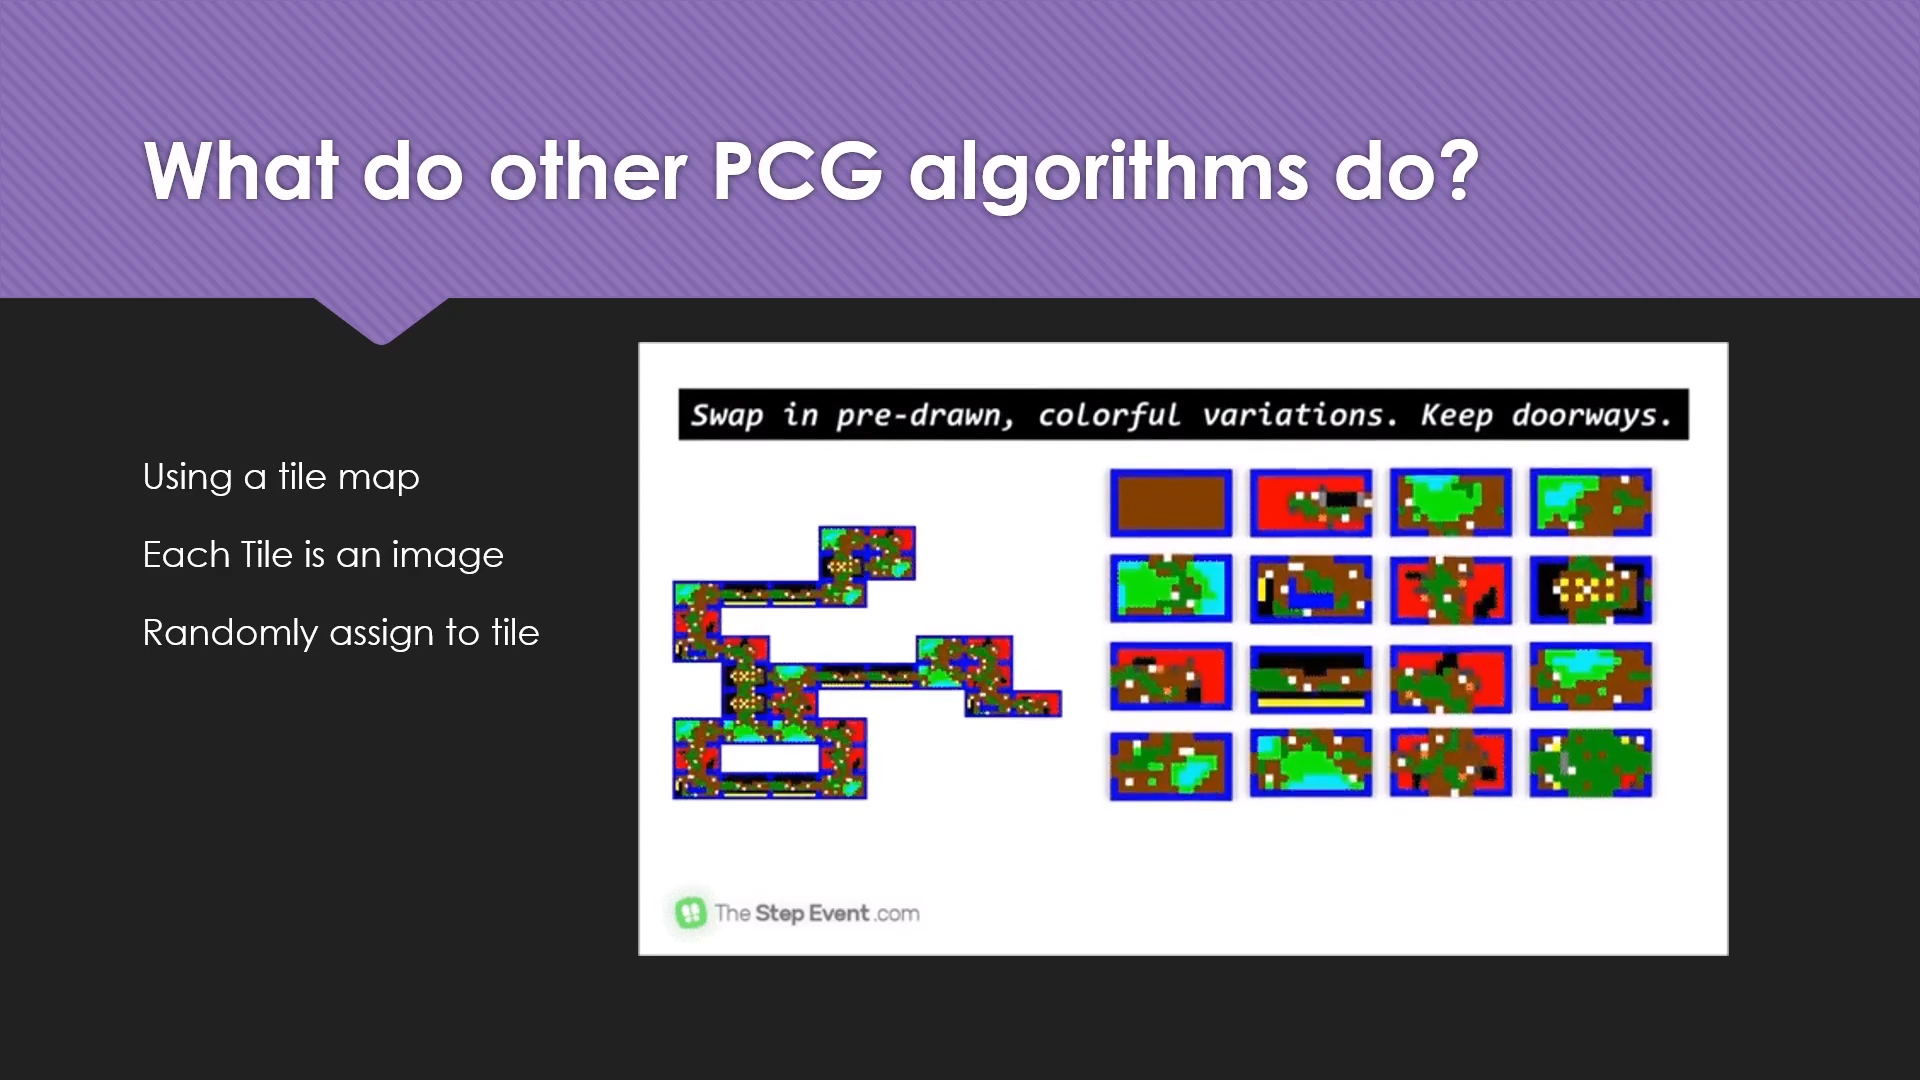 What do other PCG algorithms do?
Using a tile map
Each Tile is an image
Randomly assign to tile
Swap in pre-drawn, colorful variations. Keep doorways.
The Step Event.com